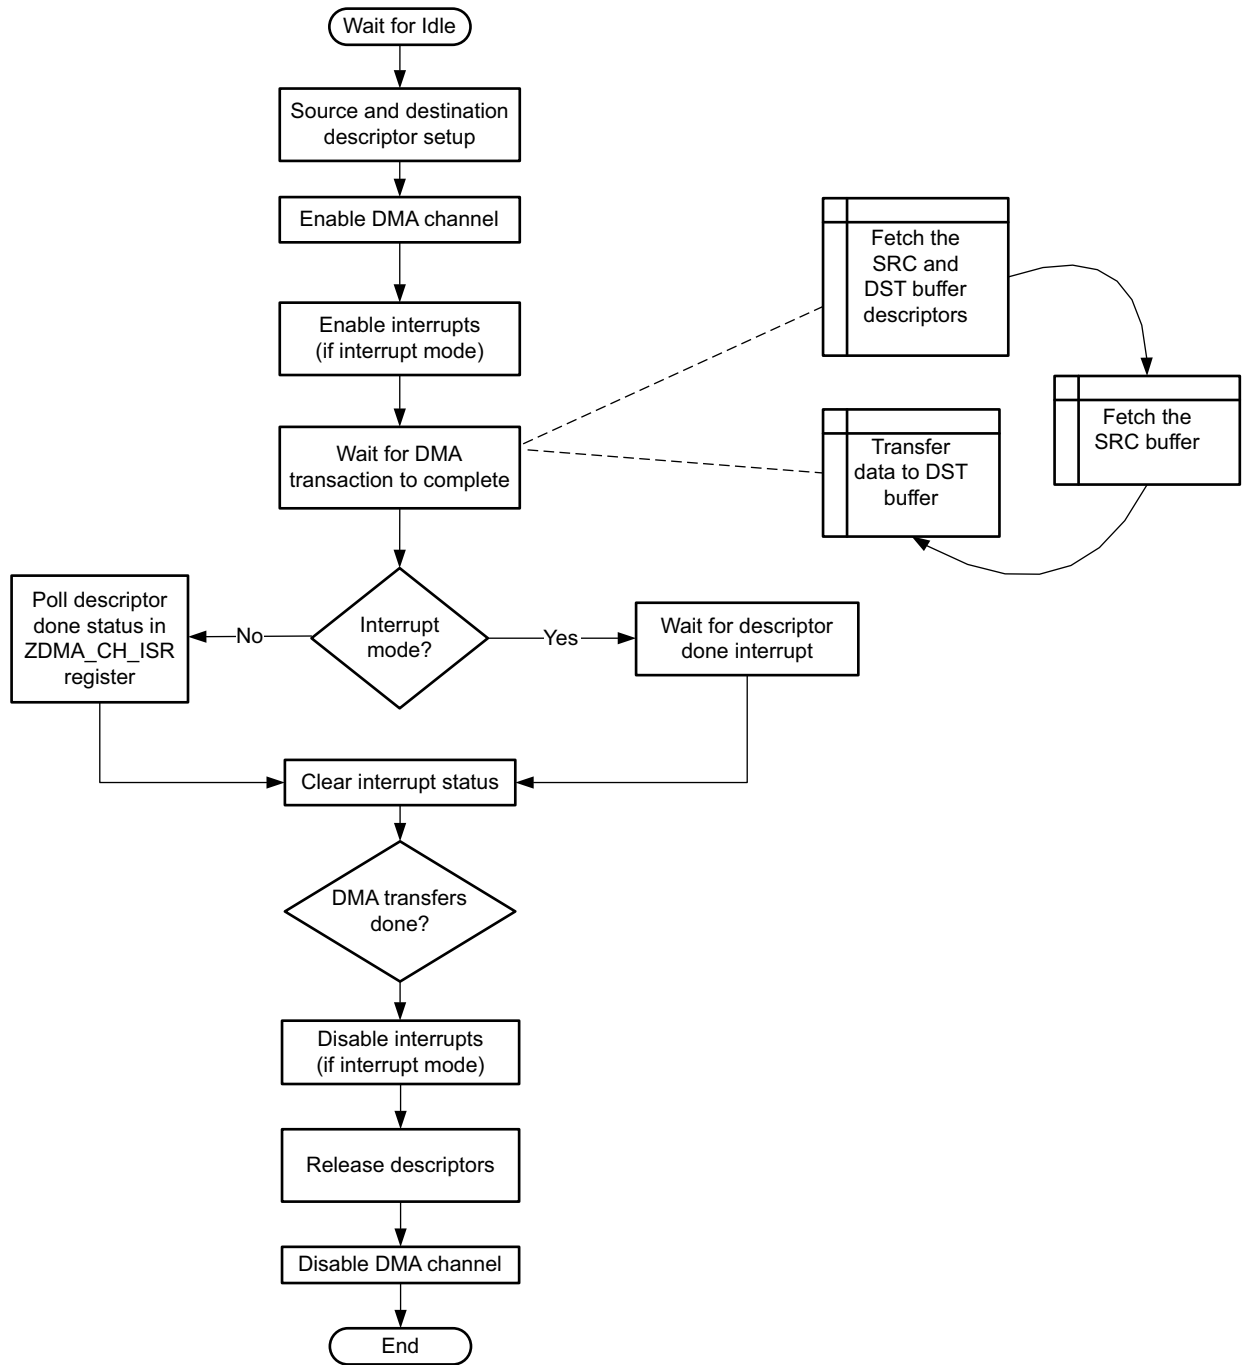 Wait for Idle
Source and destination
descriptor setup
Enable DMA channel
Enable interrupts
(if interrupt mode)
Wait for DMA
transaction to complete
Fetch the
SRC and
DST buffer
descriptors
Fetch the
SRC buffer
Transfer
data to DST
buffer
Interrupt
mode?
No
Yes
Poll descriptor
done status in
ZDMA_CH_ISR
register
Wait for descriptor
done interrupt
Clear interrupt status
DMA transfers
done?
Disable interrupts
(if interrupt mode)
Release descriptors
Disable DMA channel
End